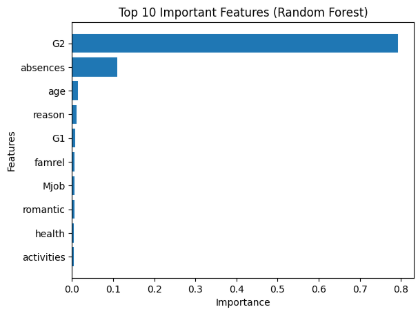 Top 10 Important Features (Random Forest)
Features
G2
absences
age
reason
G1
famrel
Mjob
romantic
health
activities
0.0 0.1 0.2 0.3 0.4 0.5 0.6 0.7 0.8
Importance